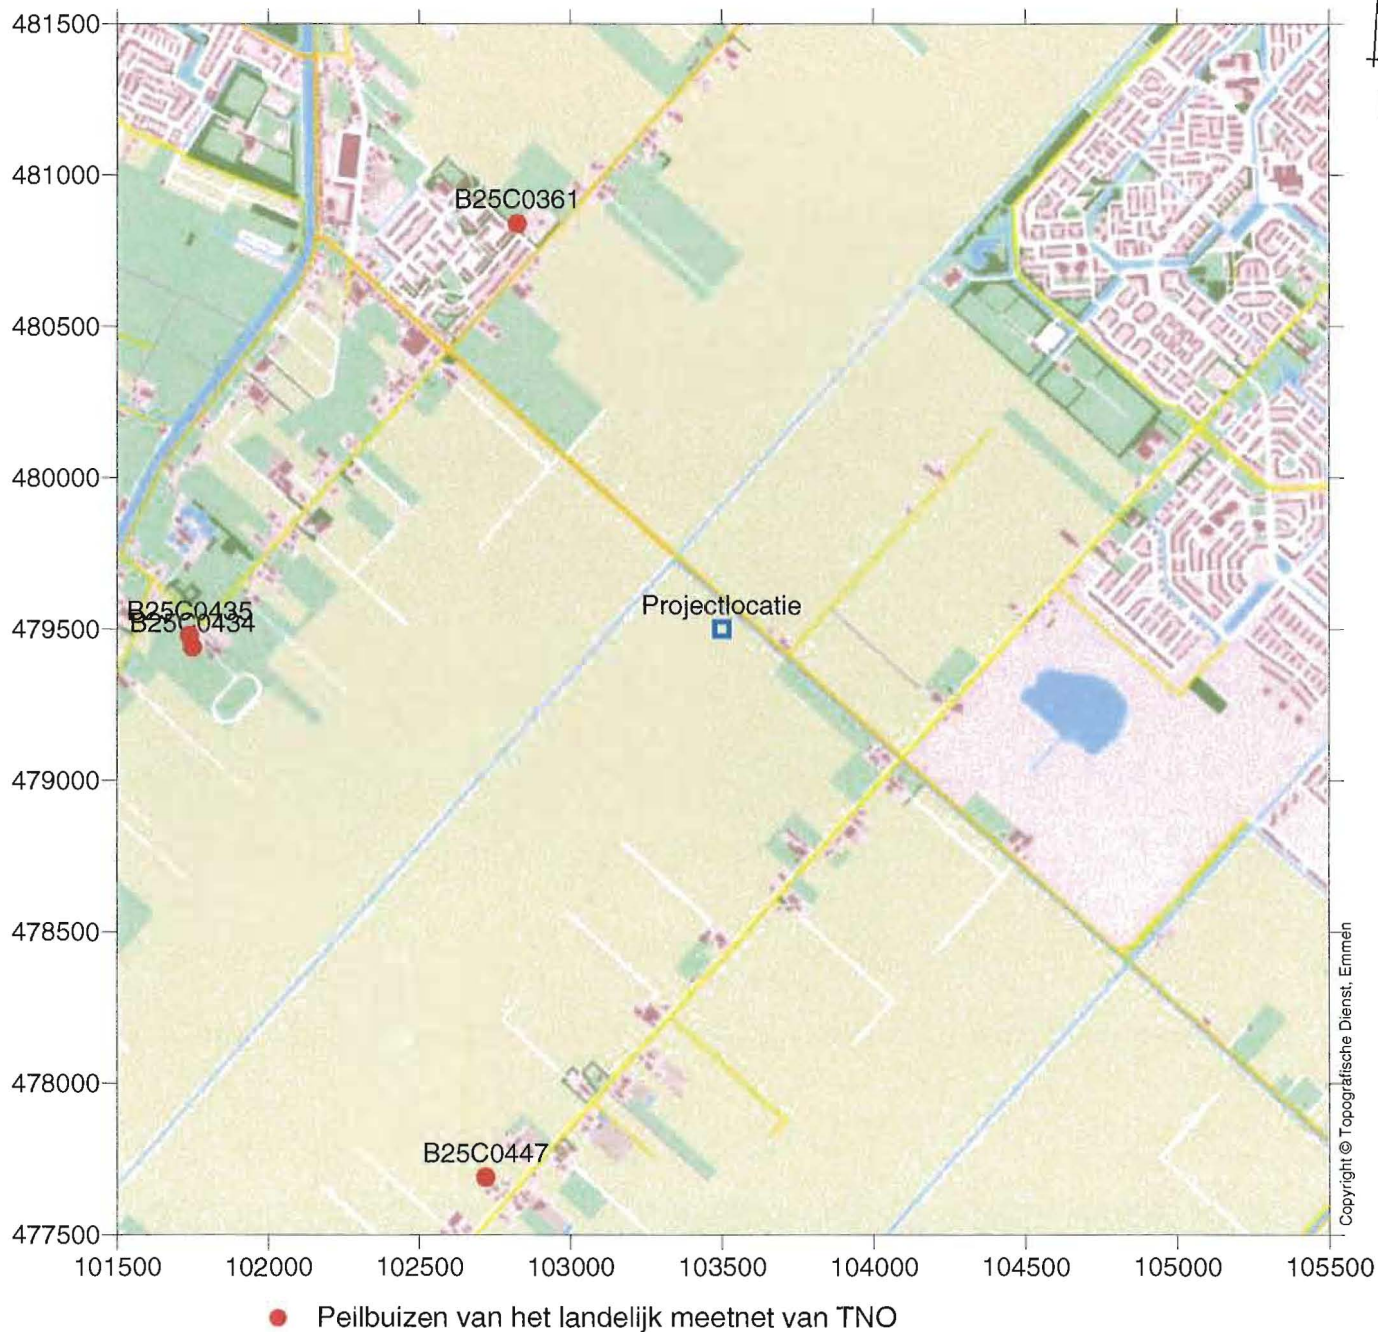 481500
481000
B25C0361
480500
480000
B25C0435
B25C0434
479500
Projectlocatie
479000
478500
478000
B25C0447
477500
101500 102000 102500 103000 103500 104000 104500 105000 105500
Copyright © Topografische Dienst, Emmen
Peilbuizen van het landelijk meetnet van TNO